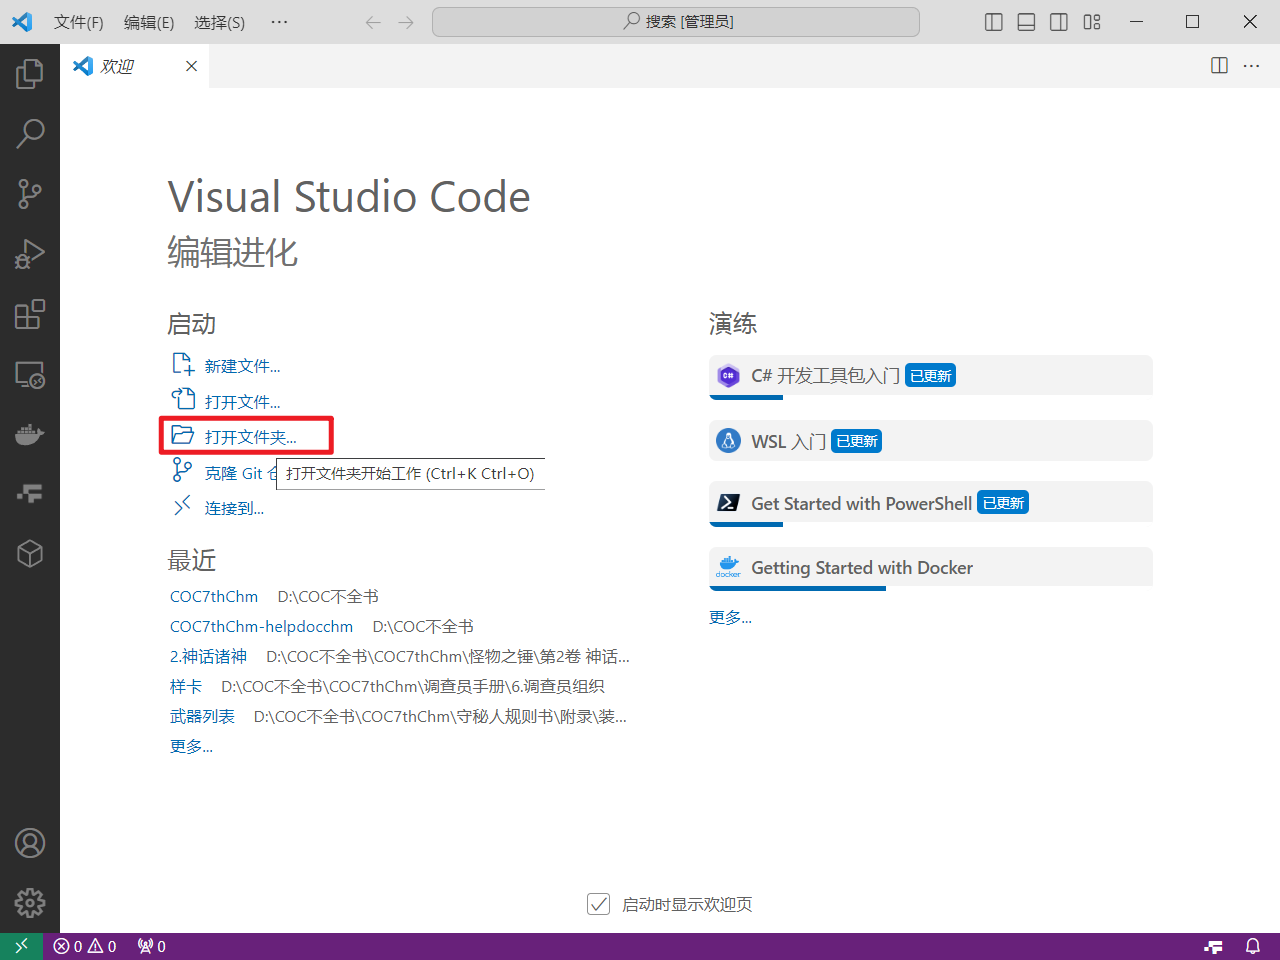 文件(F) 编辑(E) 选择(S) ··· 搜索 [管理员]
欢迎
Visual Studio Code
编辑进化
启动
新建文件...
打开文件...
打开文件夹...
克隆 Git
打开文件夹开始工作 (Ctrl+K Ctrl+O)
连接到...
最近
COC7thChm D:\COC不全书
COC7thChm-helpdocchm D:\COC不全书
2.神话诸神 D:\COC不全书\COC7thChm\怪物之锤\第2卷 神话...
样卡 D:\COC不全书\COC7thChm\调查员手册\6.调查员组织
武器列表 D:\COC不全书\COC7thChm\守秘人规则书\附录\装...
更多...
演练
C# C# 开发工具包入门 已更新
WSL 入门 已更新
Get Started with PowerShell 已更新
docker Getting Started with Docker
更多...
启动时显示欢迎页
0 0 0